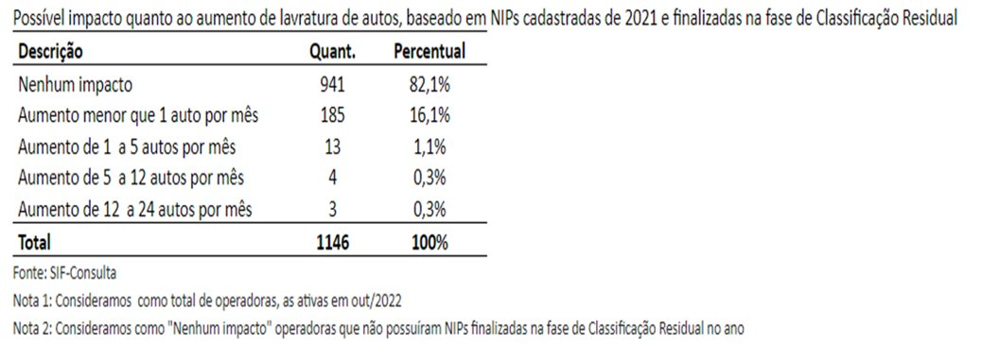 Possível impacto quanto ao aumento de lavratura de autos, baseado em NIPs cadastradas de 2021 e finalizadas na fase de Classificação Residual
Descrição Quant. Percentual
Nenhum impacto 941 82,1%
Aumento menor que 1 auto por mês 185 16,1%
Aumento de 1 a 5 autos por mês 13 1,1%
Aumento de 5 a 12 autos por mês 4 0,3%
Aumento de 12 a 24 autos por mês 3 0,3%
Total 1146 100%
Fonte: SIF-Consulta
Nota 1: Consideramos como total de operadoras, as ativas em out/2022
Nota 2: Consideramos como "Nenhum impacto" operadoras que não possuíram NIPs finalizadas na fase de Classificação Residual no ano